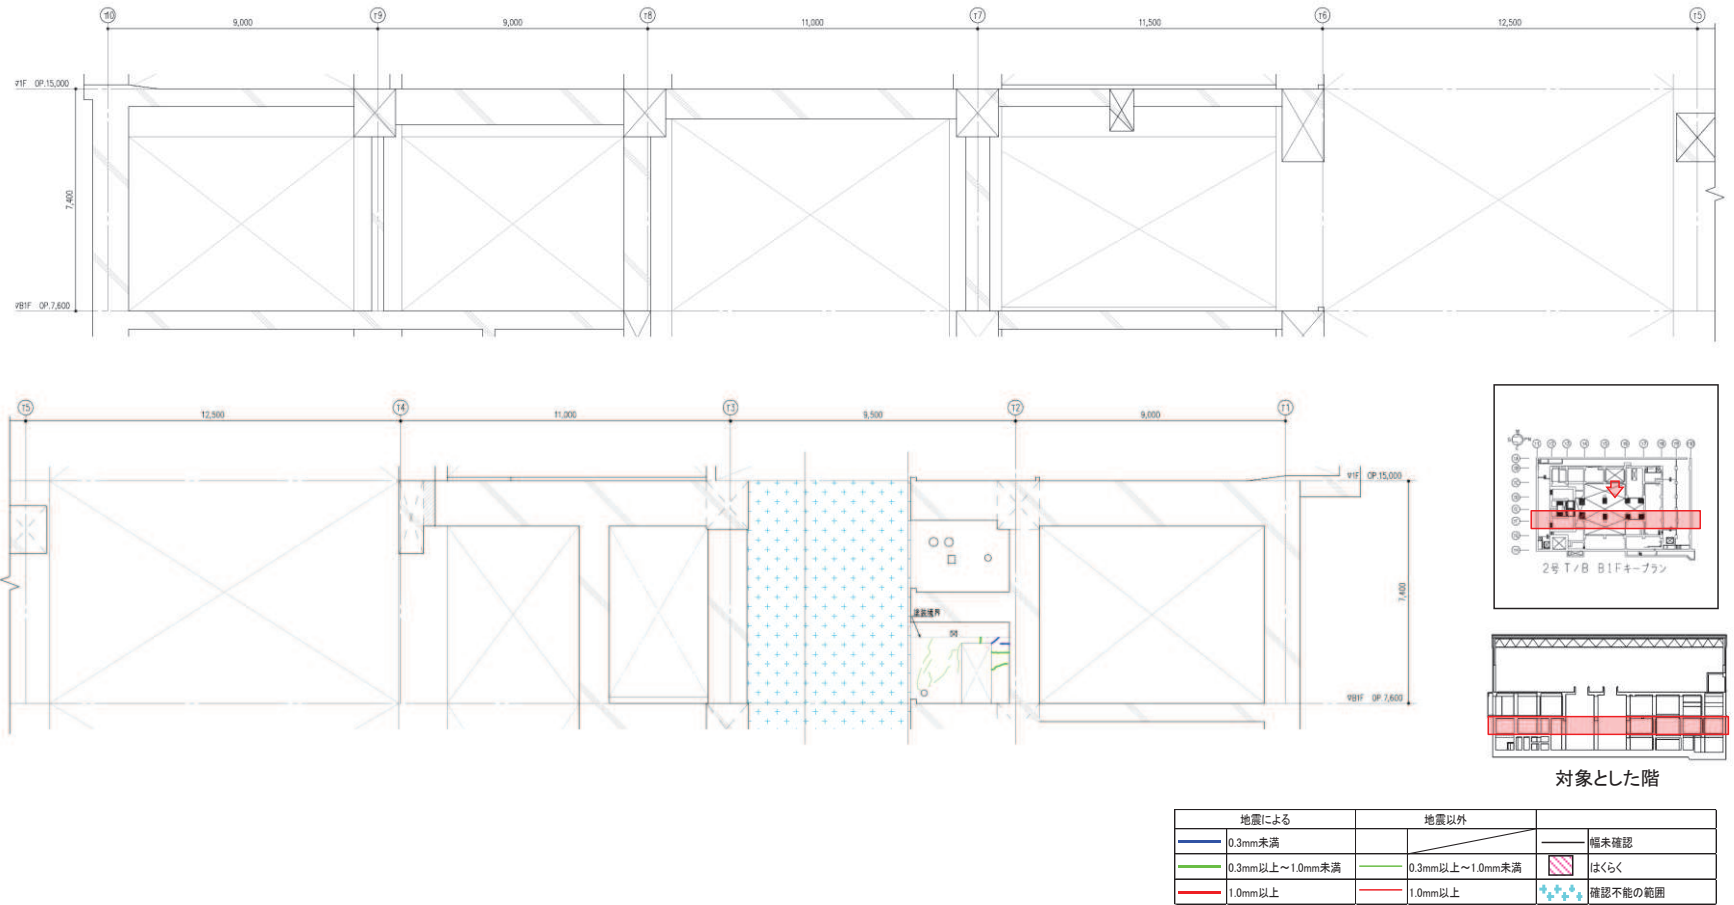 T10 T9 T8 T7 T6 T5
9,000 9,000 11,000 11,500 12,500
▽1F OP.15,000
7,400
▽B1F OP.7,600
T5 T4 T3 T2 T1
12,500 11,000 9,500 9,000
▽1F OP.15,000
7,400
塗装境界
▽B1F OP.7,600
2号 T/B B1Fキープラン
対象とした階
地震による 地震以外
0.3mm未満 幅未確認
0.3mm以上～1.0mm未満 0.3mm以上～1.0mm未満 はくらく
1.0mm以上 1.0mm以上 確認不能の範囲